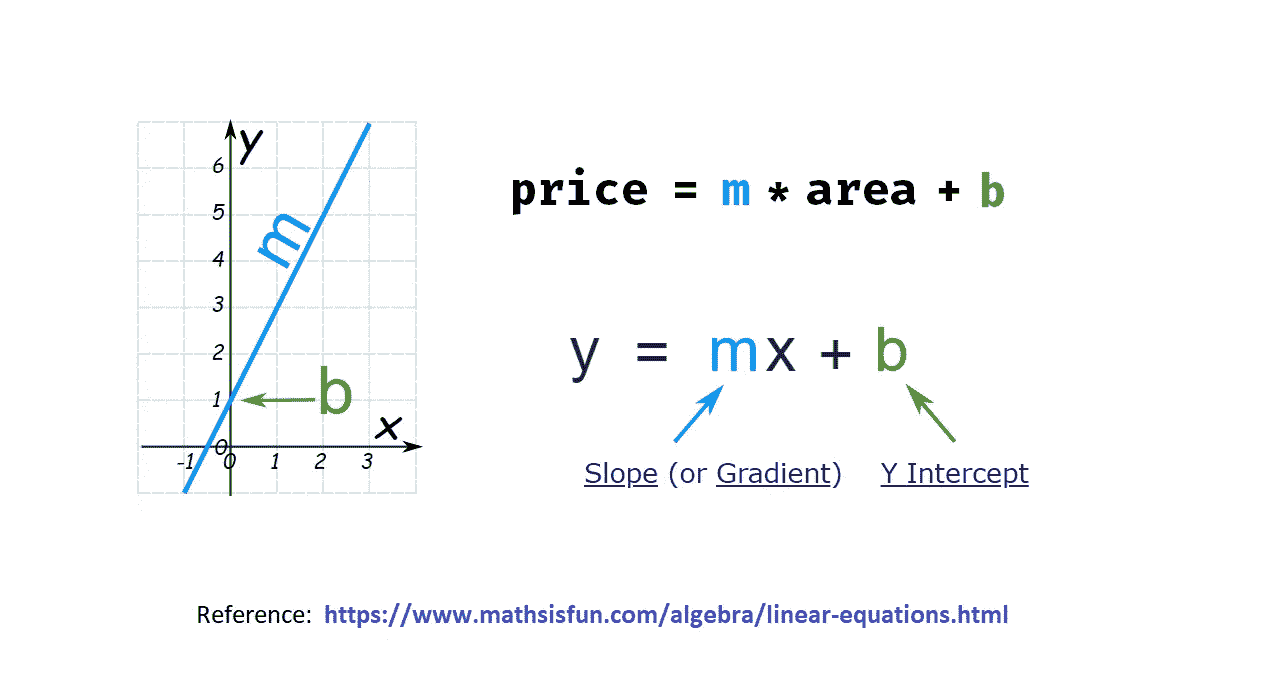 y
6
5
4
3
2
1
0
m
b
x
-1 0 1 2 3
price = m * area + b
y = mx + b
Slope (or Gradient) Y Intercept
Reference: https://www.mathsisfun.com/algebra/linear-equations.html